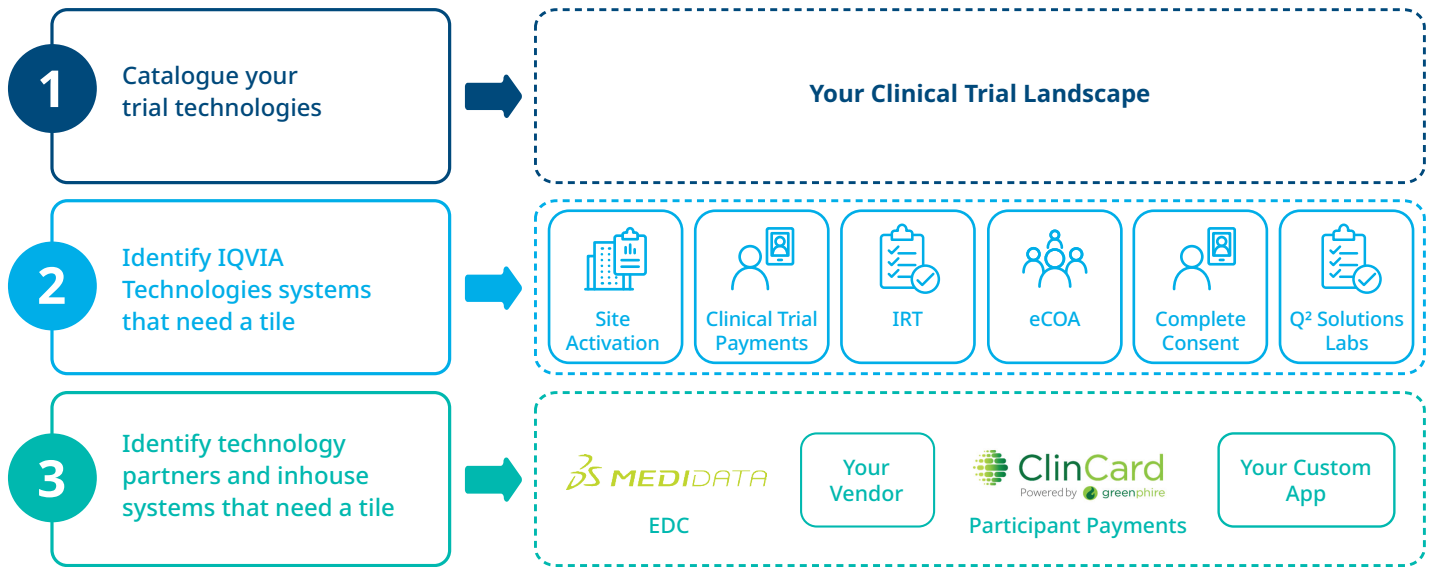 1
Catalogue your
trial technologies
Your Clinical Trial Landscape
2
Identify IQVIA
Technologies systems
that need a tile
Site
Activation
Clinical Trial
Payments
IRT
eCOA
Complete
Consent
Q² Solutions
Labs
3
Identify technology
partners and inhouse
systems that need a tile
3S MEDIDATA
EDC
Your
Vendor
ClinCard
Powered by greenphire
Participant Payments
Your Custom
App